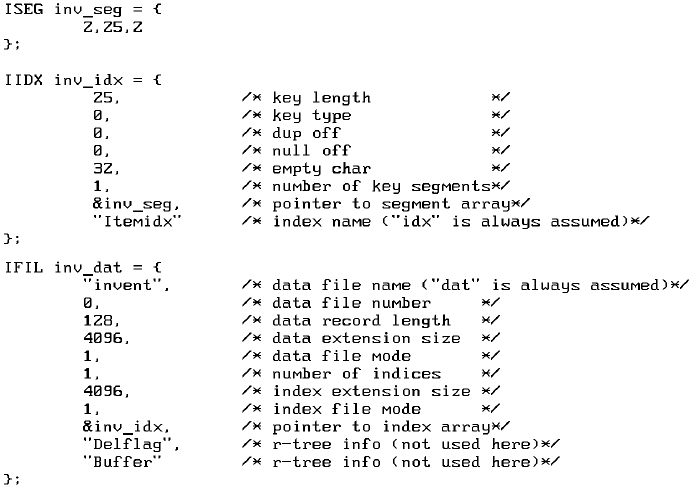 ISEG inv_seg = {
2,25,2
};
IIDX inv_idx = {
25, /* key length */
0, /* key type */
0, /* dup off */
0, /* null off */
32, /* empty char */
1, /* number of key segments*/
&inv_seg, /* pointer to segment array*/
"Itemidx" /* index name ("idx" is always assumed)*/
};
IFIL inv_dat = {
"invent", /* data file name ("dat" is always assumed)*/
0, /* data file number */
128, /* data record length */
4096, /* data extension size */
1, /* data file mode */
1, /* number of indices */
4096, /* index extension size */
1, /* index file mode */
&inv_idx, /* pointer to index array*/
"Delflag", /* r-tree info (not used here)*/
"Buffer" /* r-tree info (not used here)*/
};